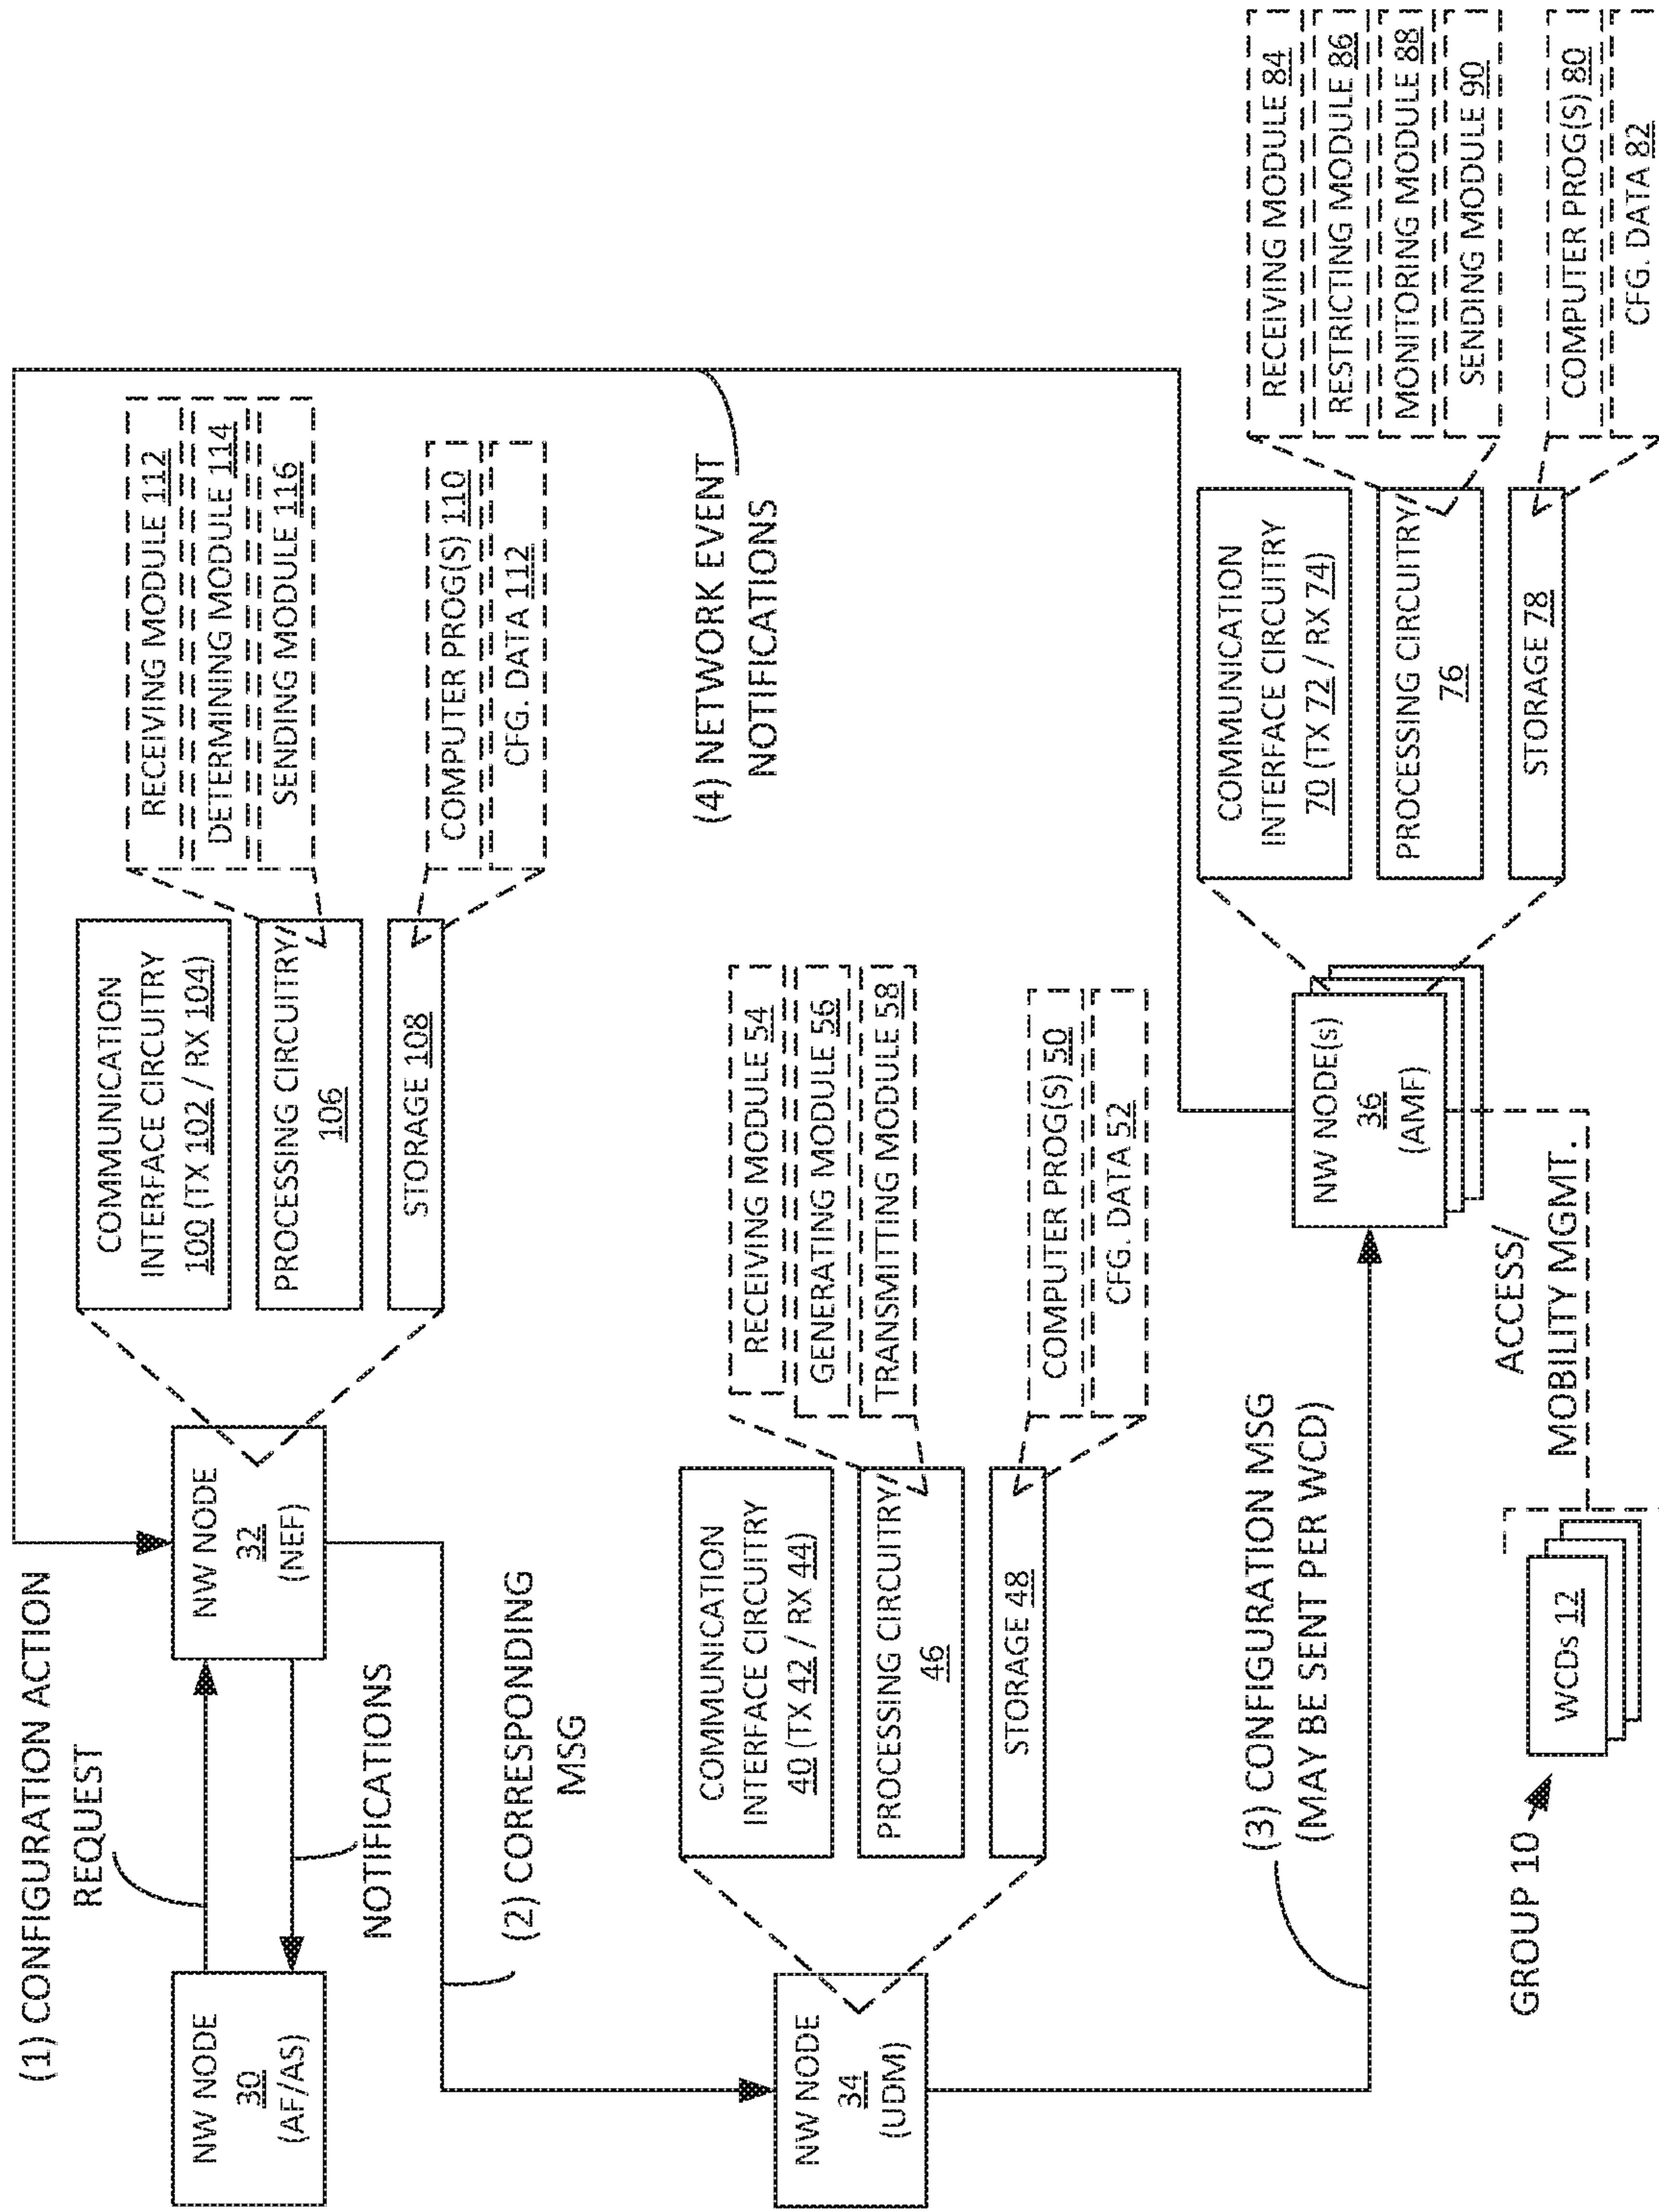 (1) CONFIGURATION ACTION
REQUEST
NW NODE
30
(AF/AS)
NOTIFICATIONS
NW NODE
32
(NEF)
COMMUNICATION
INTERFACE CIRCUITRY
100 (TX 102 / RX 104)
PROCESSING CIRCUITRY
106
STORAGE 108
RECEIVING MODULE 112
DETERMINING MODULE 114
SENDING MODULE 116
COMPUTER PROG(S) 110
CFG. DATA 112
(2) CORRESPONDING
MSG
NW NODE
34
(UDM)
COMMUNICATION
INTERFACE CIRCUITRY
40 (TX 42 / RX 44)
PROCESSING CIRCUITRY
46
STORAGE 48
RECEIVING MODULE 54
GENERATING MODULE 56
TRANSMITTING MODULE 58
COMPUTER PROG(S) 50
CFG. DATA 52
(4) NETWORK EVENT
NOTIFICATIONS
(3) CONFIGURATION MSG
(MAY BE SENT PER WCD)
NW NODE(s)
36
(AMF)
COMMUNICATION
INTERFACE CIRCUITRY
70 (TX 72 / RX 74)
PROCESSING CIRCUITRY
76
STORAGE 78
RECEIVING MODULE 84
RESTRICTING MODULE 86
MONITORING MODULE 88
SENDING MODULE 90
COMPUTER PROG(S) 80
CFG. DATA 82
GROUP 10
WCDs 12
ACCESS/
MOBILITY MGMT.